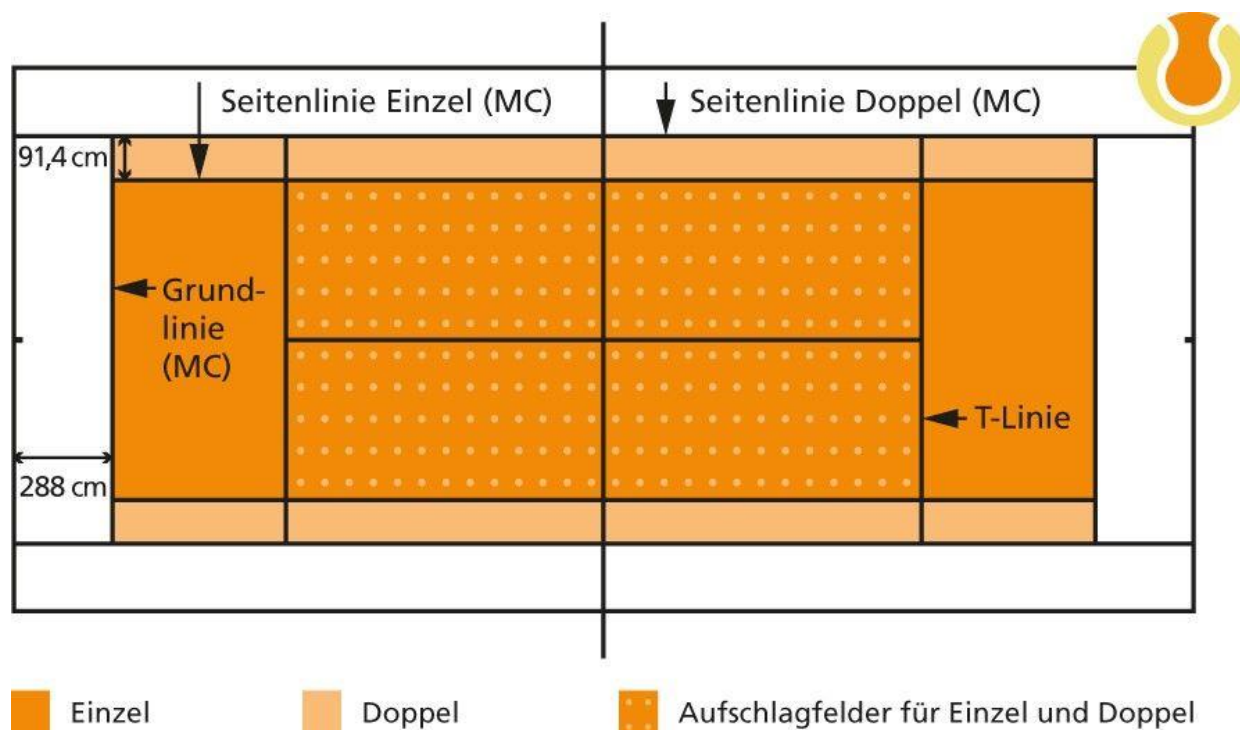 Seitenlinie Einzel (MC)
Seitenlinie Doppel (MC)
91,4 cm
Grund-
linie
(MC)
T-Linie
288 cm
Einzel
Doppel
Aufschlagfelder für Einzel und Doppel